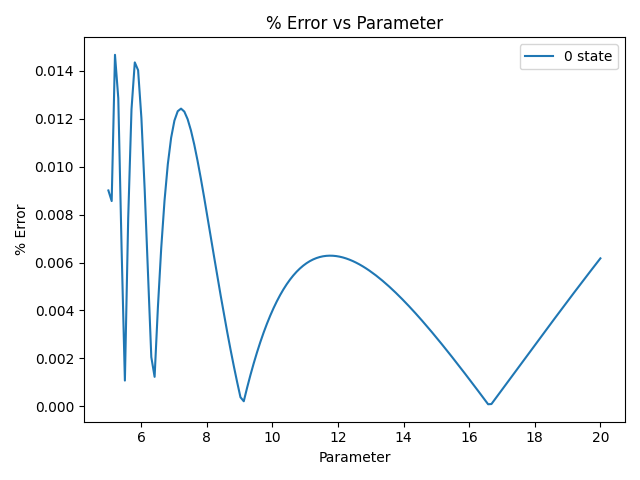 % Error vs Parameter
0 state
% Error
0.014
0.012
0.010
0.008
0.006
0.004
0.002
0.000
6 8 10 12 14 16 18 20
Parameter